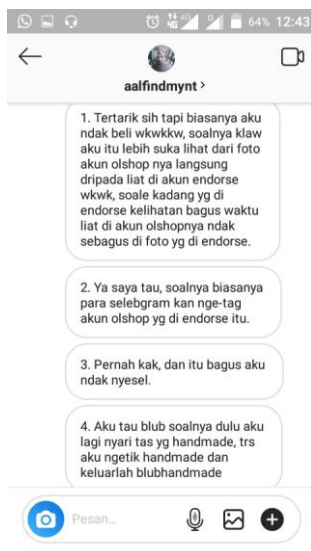 64% 12:43
aalfindmynt >
1. Tertarik sih tapi biasanya aku
ndak beli wkwkkw, soalnya klaw
aku itu lebih suka lihat dari foto
akun olshop nya langsung
dripada liat di akun endorse
wkwk, soale kadang yg di
endorse kelihatan bagus waktu
liat di akun olshopnya ndak
sebagus di foto yg di endorse.
2. Ya saya tau, soalnya biasanya
para selebgram kan nge-tag
akun olshop yg di endorse itu.
3. Pernah kak, dan itu bagus aku
ndak nyesel.
4. Aku tau blub soalnya dulu aku
lagi nyari tas yg handmade, trs
aku ngetik handmade dan
keluarlah blubhandmade
Pesan...